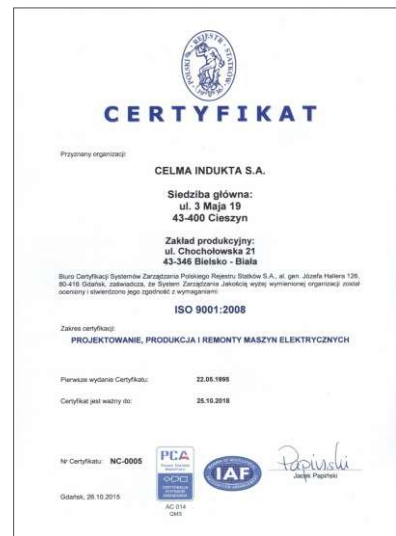 POLSKI REJESTR STATKÓW
1936
CERTYFIKAT
Przyznany organizacji:
CELMA INDUKTA S.A.
Siedziba główna:
ul. 3 Maja 19
43-400 Cieszyn
Zakład produkcyjny:
ul. Chochołowska 21
43-346 Bielsko - Biała
Biuro Certyfikacji Systemów Zarządzania Polskiego Rejestru Statków S.A., al. gen. Józefa Hallera 126,
80-416 Gdańsk, zaświadcza, że System Zarządzania Jakością wyżej wymienionej organizacji został
oceniony i stwierdzono jego zgodność z wymaganiami:
ISO 9001:2008
Zakres certyfikacji:
PROJEKTOWANIE, PRODUKCJA I REMONTY MASZYN ELEKTRYCZNYCH
Pierwsze wydanie Certyfikatu: 22.05.1995
Certyfikat jest ważny do: 25.10.2018
Nr Certyfikatu: NC-0005
PCA
IAF
Papiński
Jacek Papiński
Gdańsk, 26.10.2015
AC 014
QMS